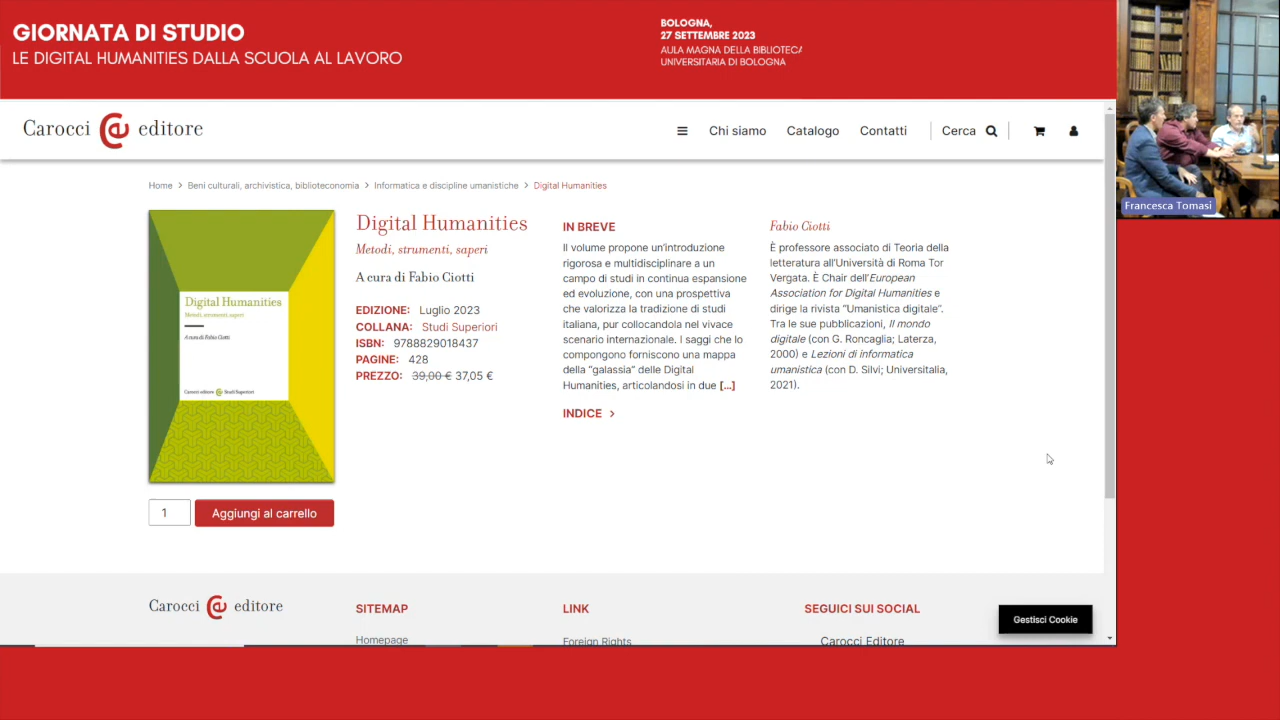 GIORNATA DI STUDIO
LE DIGITAL HUMANITIES DALLA SCUOLA AL LAVORO
BOLOGNA,
27 SETTEMBRE 2023
AULA MAGNA DELLA BIBLIOTECA
UNIVERSITARIA DI BOLOGNA
Francesca Tomasi
Carocci editore
Chi siamo Catalogo Contatti Cerca
Home > Beni culturali, archivistica, biblioteconomia > Informatica e discipline umanistiche > Digital Humanities
Digital Humanities
Metodi, strumenti, saperi
A cura di Fabio Ciotti
Carocci editore Studi Superiori
Digital Humanities
Metodi, strumenti, saperi
A cura di Fabio Ciotti
EDIZIONE: Luglio 2023
COLLANA: Studi Superiori
ISBN: 9788829018437
PAGINE: 428
PREZZO: 39,00 € 37,05 €
IN BREVE
Il volume propone un'introduzione
rigorosa e multidisciplinare a un
campo di studi in continua espansione
ed evoluzione, con una prospettiva
che valorizza la tradizione di studi
italiana, pur collocandola nel vivace
scenario internazionale. I saggi che lo
compongono forniscono una mappa
della "galassia" delle Digital
Humanities, articolandosi in due [...]
INDICE >
Fabio Ciotti
È professore associato di Teoria della
letteratura all'Università di Roma Tor
Vergata. È Chair dell'European
Association for Digital Humanities e
dirige la rivista "Umanistica digitale".
Tra le sue pubblicazioni, Il mondo
digitale (con G. Roncaglia; Laterza,
2000) e Lezioni di informatica
umanistica (con D. Silvi; Universitalia,
2021).
1 Aggiungi al carrello
Carocci editore
SITEMAP
Homepage
LINK
Foreign Rights
SEGUICI SUI SOCIAL
Carocci Editore
Gestisci Cookie